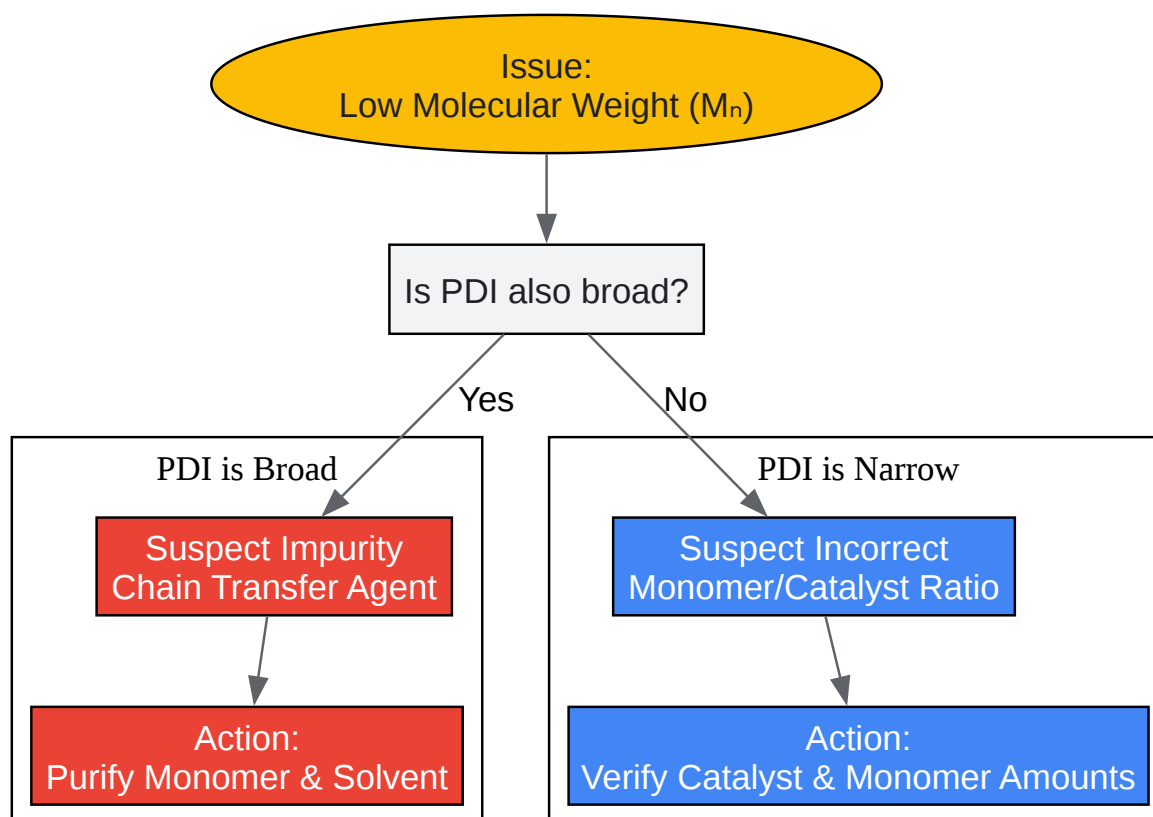 Issue:
Low Molecular Weight (Mₙ)
Is PDI also broad?
Yes
No
PDI is Broad
Suspect Impurity
Chain Transfer Agent
Action:
Purify Monomer & Solvent
PDI is Narrow
Suspect Incorrect
Monomer/Catalyst Ratio
Action:
Verify Catalyst & Monomer Amounts